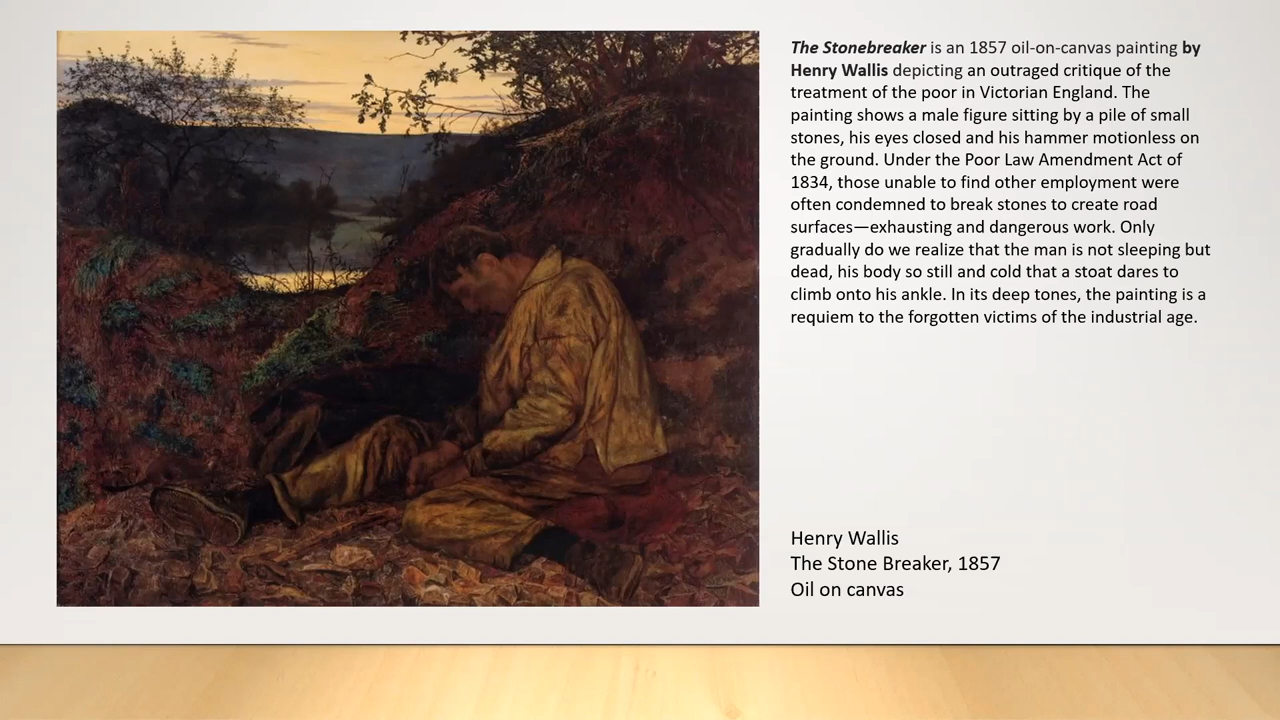 The Stonebreaker is an 1857 oil-on-canvas painting by
Henry Wallis depicting an outraged critique of the
treatment of the poor in Victorian England. The
painting shows a male figure sitting by a pile of small
stones, his eyes closed and his hammer motionless on
the ground. Under the Poor Law Amendment Act of
1834, those unable to find other employment were
often condemned to break stones to create road
surfaces—exhausting and dangerous work. Only
gradually do we realize that the man is not sleeping but
dead, his body so still and cold that a stoat dares to
climb onto his ankle. In its deep tones, the painting is a
requiem to the forgotten victims of the industrial age.
Henry Wallis
The Stone Breaker, 1857
Oil on canvas